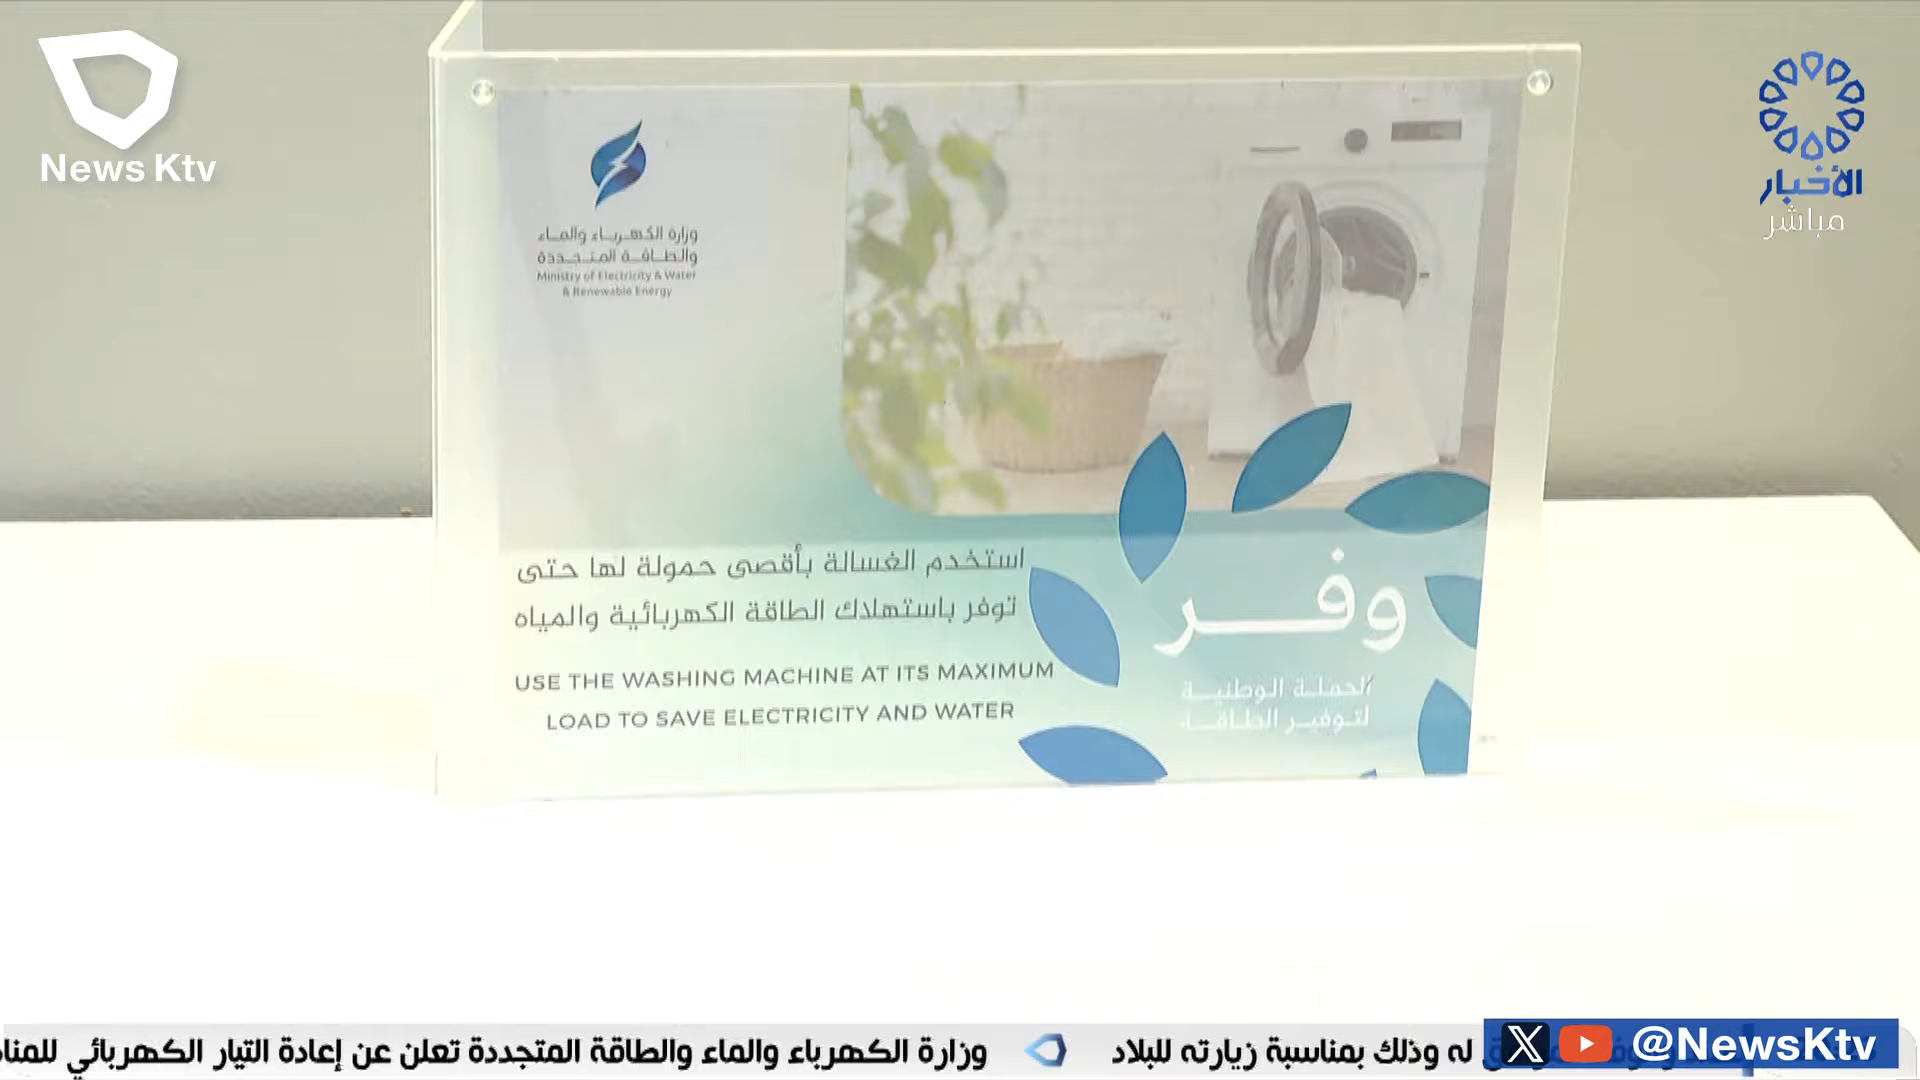 News Ktv
الأخبار
مباشر
وزارة الكهرباء والماء
والطاقة المتجددة
Ministry of Electricity & Water
& Renewable Energy
استخدم الغسالة بأقصى حمولة لها حتى
توفر باستهلاك الطاقة الكهربائية والمياه
USE THE WASHING MACHINE AT ITS MAXIMUM
LOAD TO SAVE ELECTRICITY AND WATER
وفر
الحملة الوطنية
لتوفير الطاقة
له وذلك بمناسبة زيارته للبلاد
وزارة الكهرباء والماء والطاقة المتجددة تعلن عن إعادة التيار الكهربائي
@NewsKtv